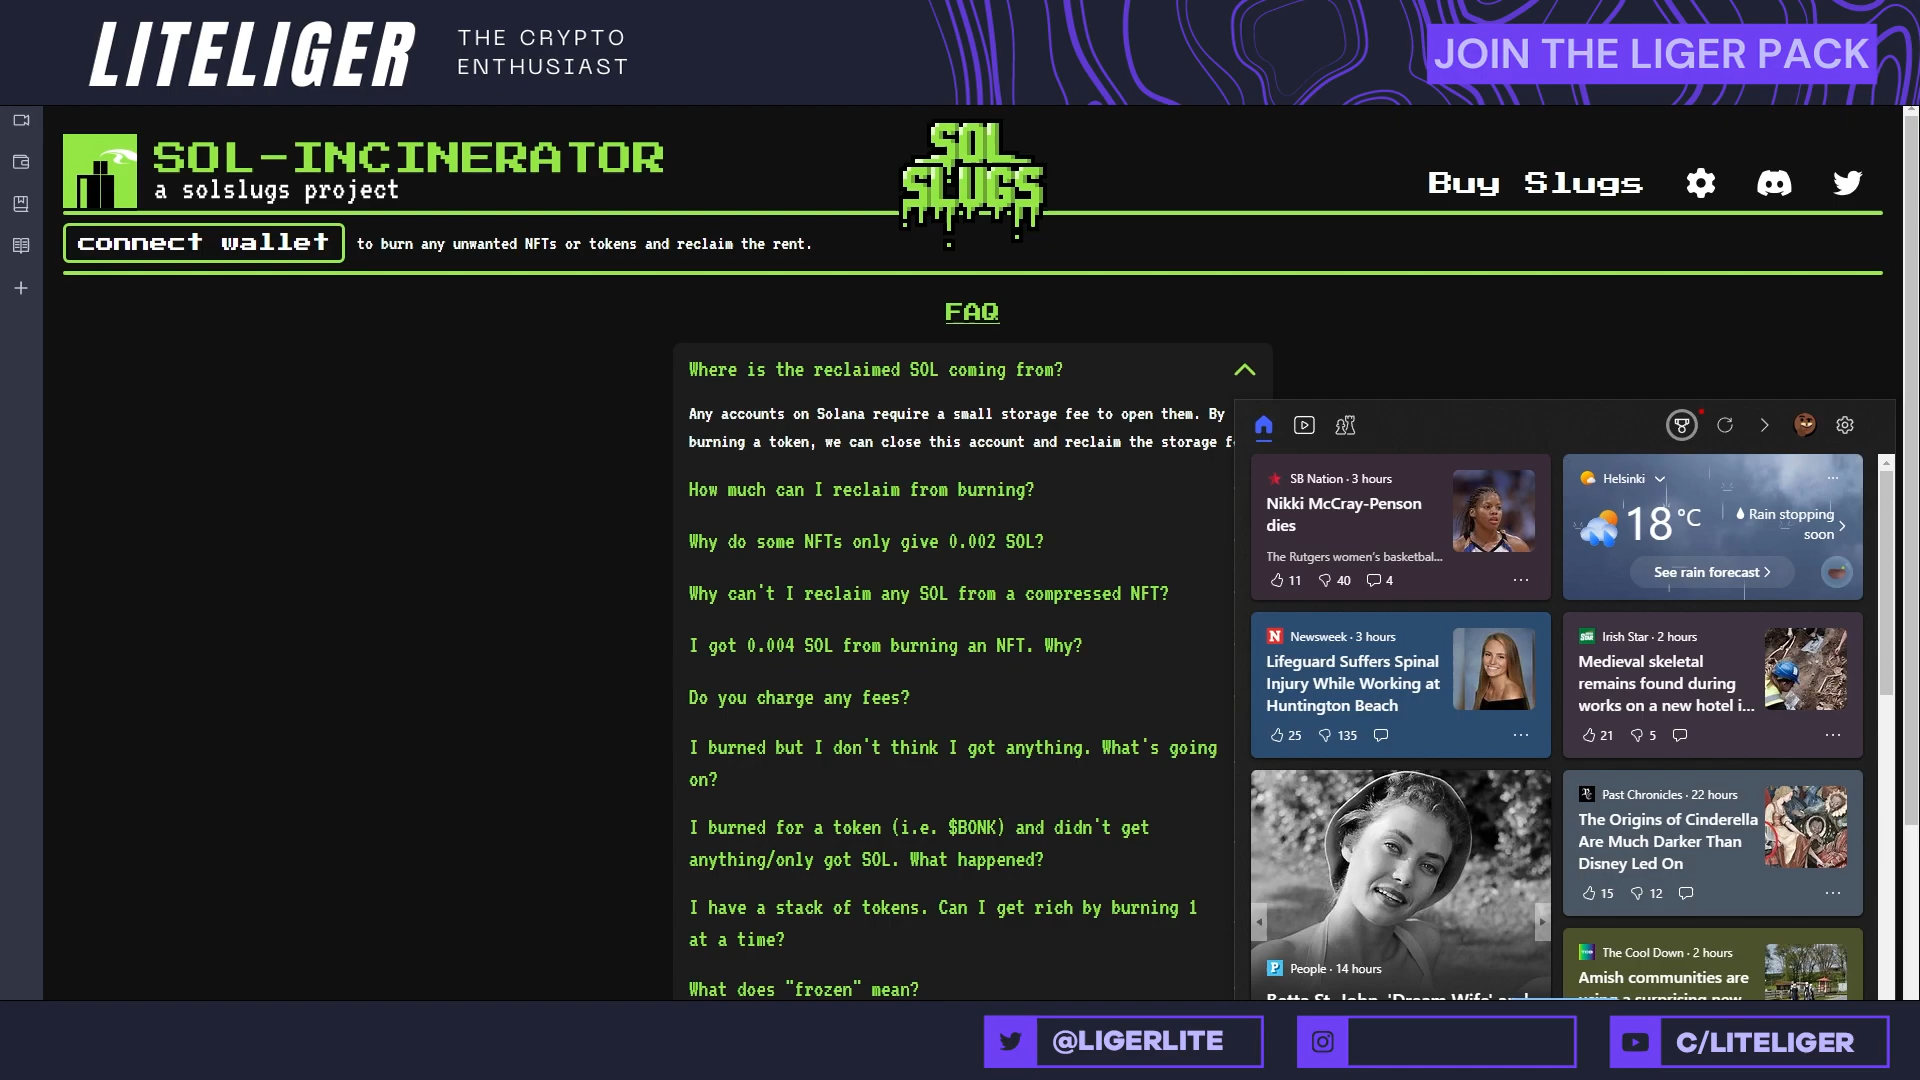 LITELIGER
THE CRYPTO
ENTHUSIAST
JOIN THE LIGER PACK
SOL-INCINERATOR
a solslugs project
SOL
SLUGS
Buy Slugs
connect wallet
to burn any unwanted NFTs or tokens and reclaim the rent.
FAQ
Where is the reclaimed SOL coming from?
Any accounts on Solana require a small storage fee to open them. By
burning a token, we can close this account and reclaim the storage
How much can I reclaim from burning?
Why do some NFTs only give 0.002 SOL?
Why can't I reclaim any SOL from a compressed NFT?
I got 0.004 SOL from burning an NFT. Why?
Do you charge any fees?
I burned but I don't think I got anything. What's going
on?
I burned for a token (i.e. $BONK) and didn't get
anything/only got SOL. What happened?
I have a stack of tokens. Can I get rich by burning 1
at a time?
What does "frozen" mean?
SB Nation · 3 hours
Nikki McCray-Penson
dies
The Rutgers women's basketbal...
11 40 4
Helsinki
18 °C
Rain stopping
soon
See rain forecast
N Newsweek · 3 hours
Lifeguard Suffers Spinal
Injury While Working at
Huntington Beach
25 135
Irish Star · 2 hours
Medieval skeletal
remains found during
works on a new hotel i...
21 5
P People · 14 hours
Betta St. John, 'Dream Wife' and
Past Chronicles · 22 hours
The Origins of Cinderella
Are Much Darker Than
Disney Led On
15 12
The Cool Down · 2 hours
Amish communities are
using a surprising new
@LIGERLITE
C/LITELIGER